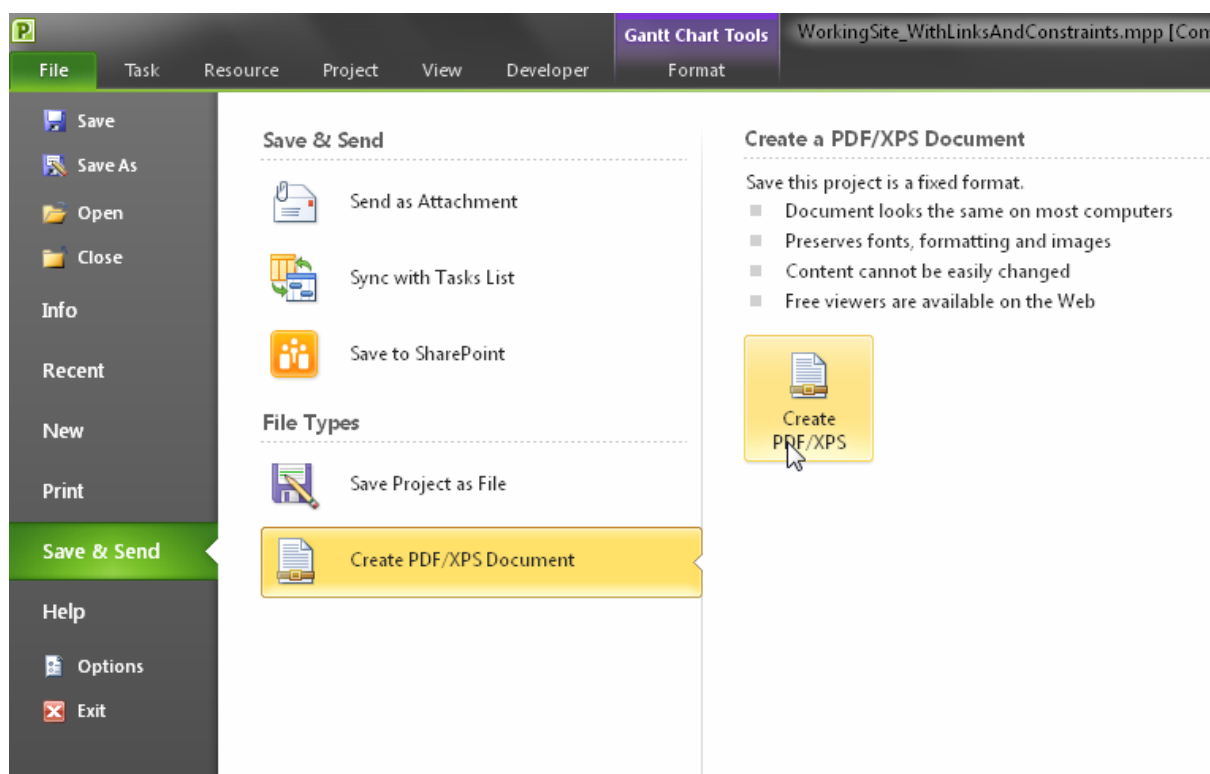 P
Gantt Chart Tools
WorkingSite_WithLinksAndConstraints.mpp [Com
File Task Resource Project View Developer Format
Save
Save As
Open
Close
Info
Recent
New
Print
Save & Send
Help
Options
Exit
Save & Send
Send as Attachment
Sync with Tasks List
Save to SharePoint
File Types
Save Project as File
Create PDF/XPS Document
Create a PDF/XPS Document
Save this project is a fixed format.
Document looks the same on most computers
Preserves fonts, formatting and images
Content cannot be easily changed
Free viewers are available on the Web
Create
PDF/XPS